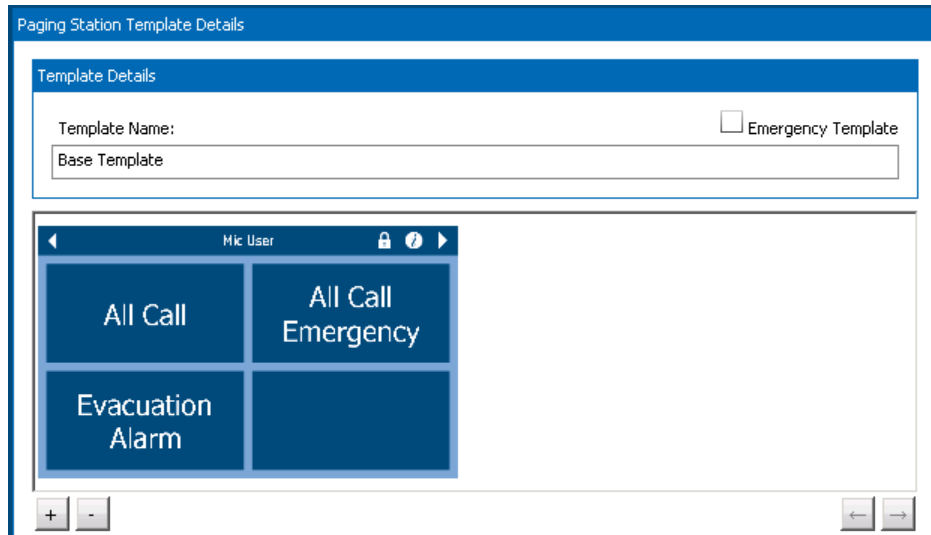 Paging Station Template Details
Template Details
Template Name:
Emergency Template
Base Template
Mic User
All Call
All Call
Emergency
Evacuation
Alarm
+ -
← →